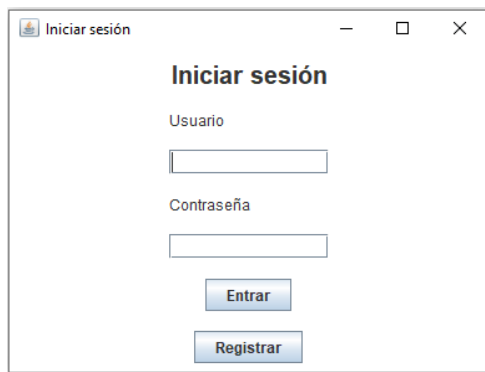 Iniciar sesión
Iniciar sesión
Usuario
Contraseña
Entrar
Registrar